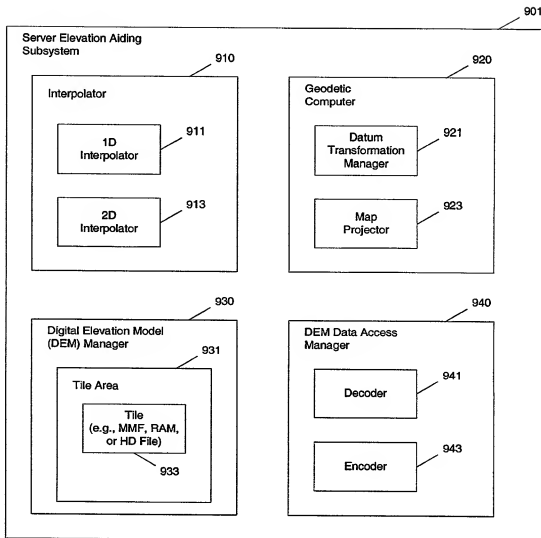 901
Server Elevation Aiding
Subsystem
910
Interpolator
1D
Interpolator
911
2D
Interpolator
913
920
Geodetic
Computer
Datum
Transformation
Manager
921
Map
Projector
923
930
Digital Elevation Model
(DEM) Manager
931
Tile Area
Tile
(e.g., MMF, RAM,
or HD File)
933
940
DEM Data Access
Manager
Decoder
941
Encoder
943